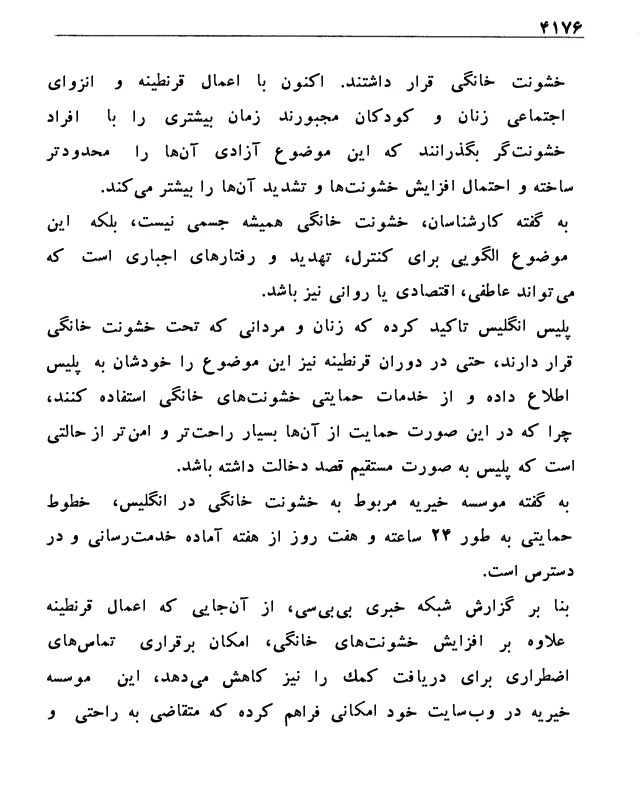 ۴۱۷۶
خشونت خانگی قرار داشتند. اکنون با اعمال قرنطینه و انزوای
اجتماعی زنان و کودکان مجبورند زمان بیشتری را با افراد
خشونت‌گر بگذرانند که این موضوع آزادی آن‌ها را محدودتر
ساخته و احتمال افزایش خشونت‌ها و تشدید آن‌ها را بیشتر می‌کند.
به گفته کارشناسان، خشونت خانگی همیشه جسمی نیست، بلکه این
موضوع الگویی برای کنترل، تهدید و رفتارهای اجباری است که
می‌تواند عاطفی، اقتصادی یا روانی نیز باشد.
پلیس انگلیس تاکید کرده که زنان و مردانی که تحت خشونت خانگی
قرار دارند، حتی در دوران قرنطینه نیز این موضوع را خودشان به پلیس
اطلاع داده و از خدمات حمایتی خشونت‌های خانگی استفاده کنند،
چرا که در این صورت حمایت از آن‌ها بسیار راحت‌تر و امن‌تر از حالتی
است که پلیس به صورت مستقیم قصد دخالت داشته باشد.
به گفته موسسه خیریه مربوط به خشونت خانگی در انگلیس، خطوط
حمایتی به طور ۲۴ ساعته و هفت روز از هفته آماده خدمت‌رسانی و در
دسترس است.
بنا بر گزارش شبکه خبری بی‌بی‌سی، از آن‌جایی که اعمال قرنطینه
علاوه بر افزایش خشونت‌های خانگی، امکان برقراری تماس‌های
اضطراری برای دریافت کمك را نیز کاهش می‌دهد، این موسسه
خیریه در وب‌سایت خود امکانی فراهم کرده که متقاضی به راحتی و